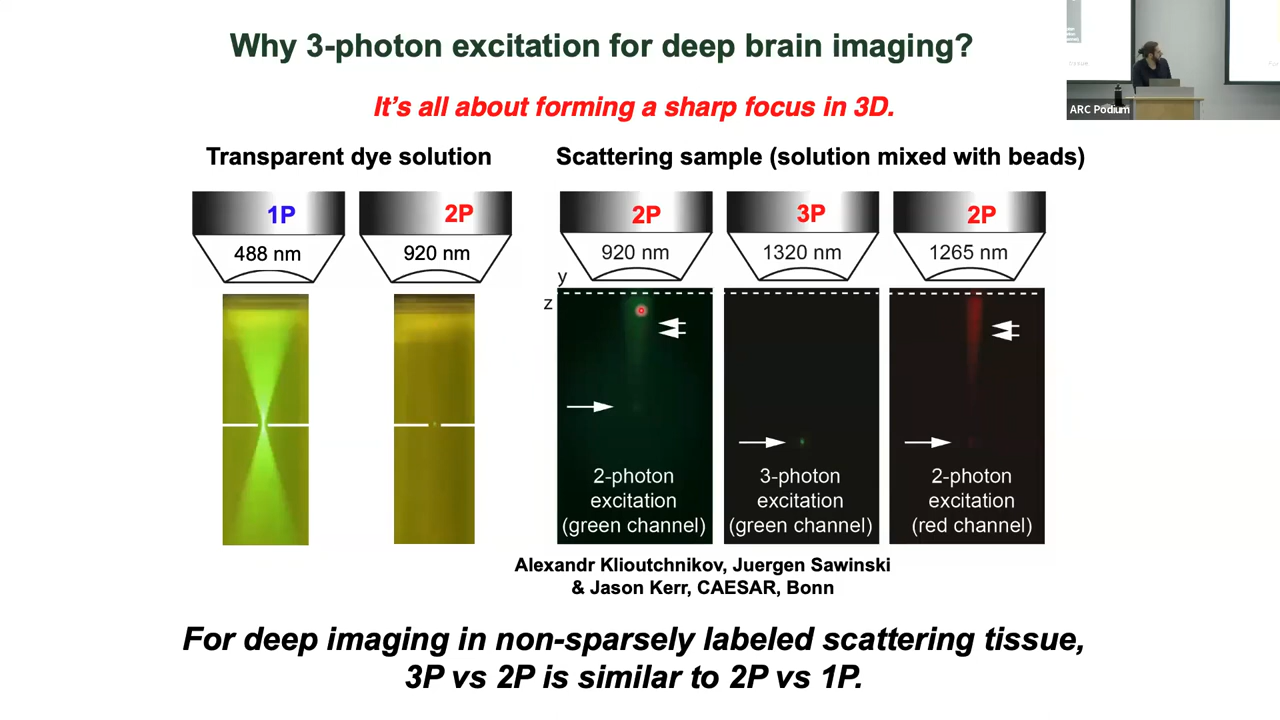 Why 3-photon excitation for deep brain imaging?
It's all about forming a sharp focus in 3D.
ARC Podium
Transparent dye solution
Scattering sample (solution mixed with beads)
1P
2P
2P
3P
2P
488 nm
920 nm
920 nm
1320 nm
1265 nm
y
z
2-photon
excitation
(green channel)
3-photon
excitation
(green channel)
2-photon
excitation
(red channel)
Alexandr Klioutchnikov, Juergen Sawinski
& Jason Kerr, CAESAR, Bonn
For deep imaging in non-sparsely labeled scattering tissue,
3P vs 2P is similar to 2P vs 1P.